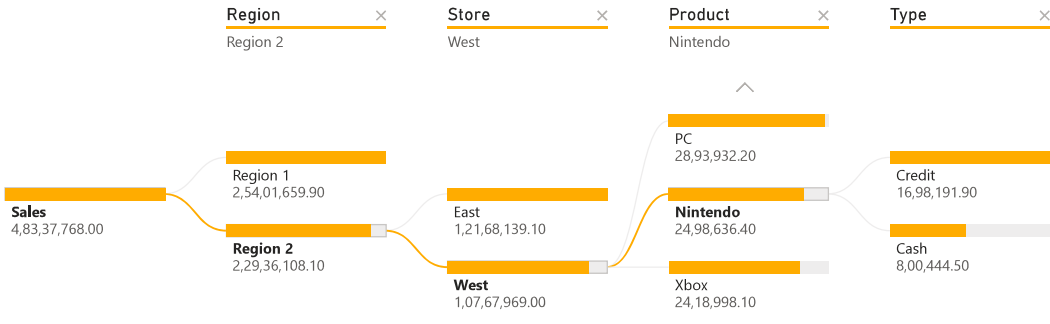 Region
Region 2
Store
West
Product
Nintendo
Type
Sales
4,83,37,768.00
Region 1
2,54,01,659.90
Region 2
2,29,36,108.10
East
1,21,68,139.10
West
1,07,67,969.00
PC
28,93,932.20
Nintendo
24,98,636.40
Xbox
24,18,998.10
Credit
16,98,191.90
Cash
8,00,444.50